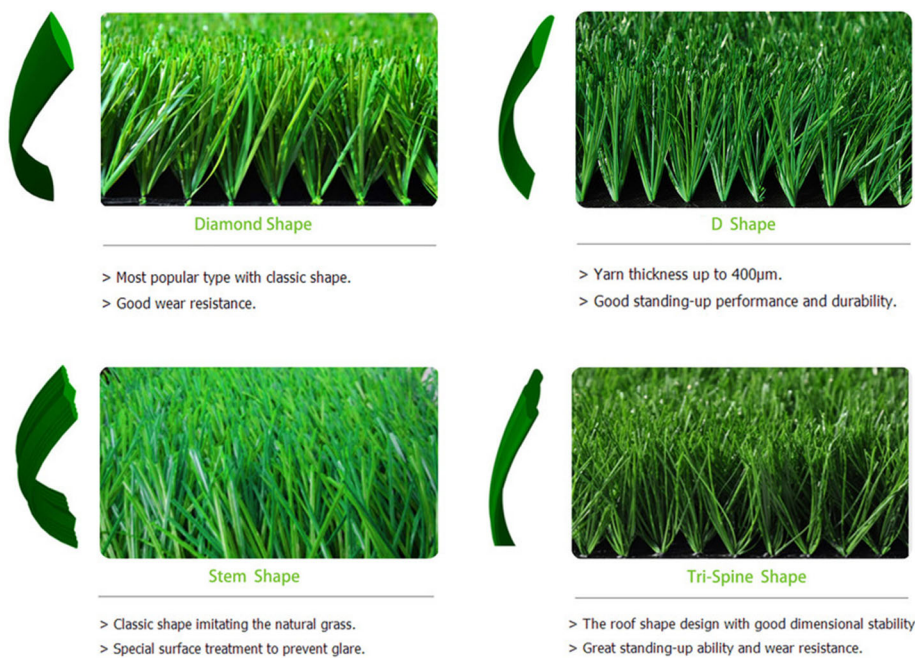 Diamond Shape
> Most popular type with classic shape.
> Good wear resistance.
D Shape
> Yarn thickness up to 400μm.
> Good standing-up performance and durability.
Stem Shape
> Classic shape imitating the natural grass.
> Special surface treatment to prevent glare.
Tri-Spine Shape
> The roof shape design with good dimensional stability
> Great standing-up ability and wear resistance.